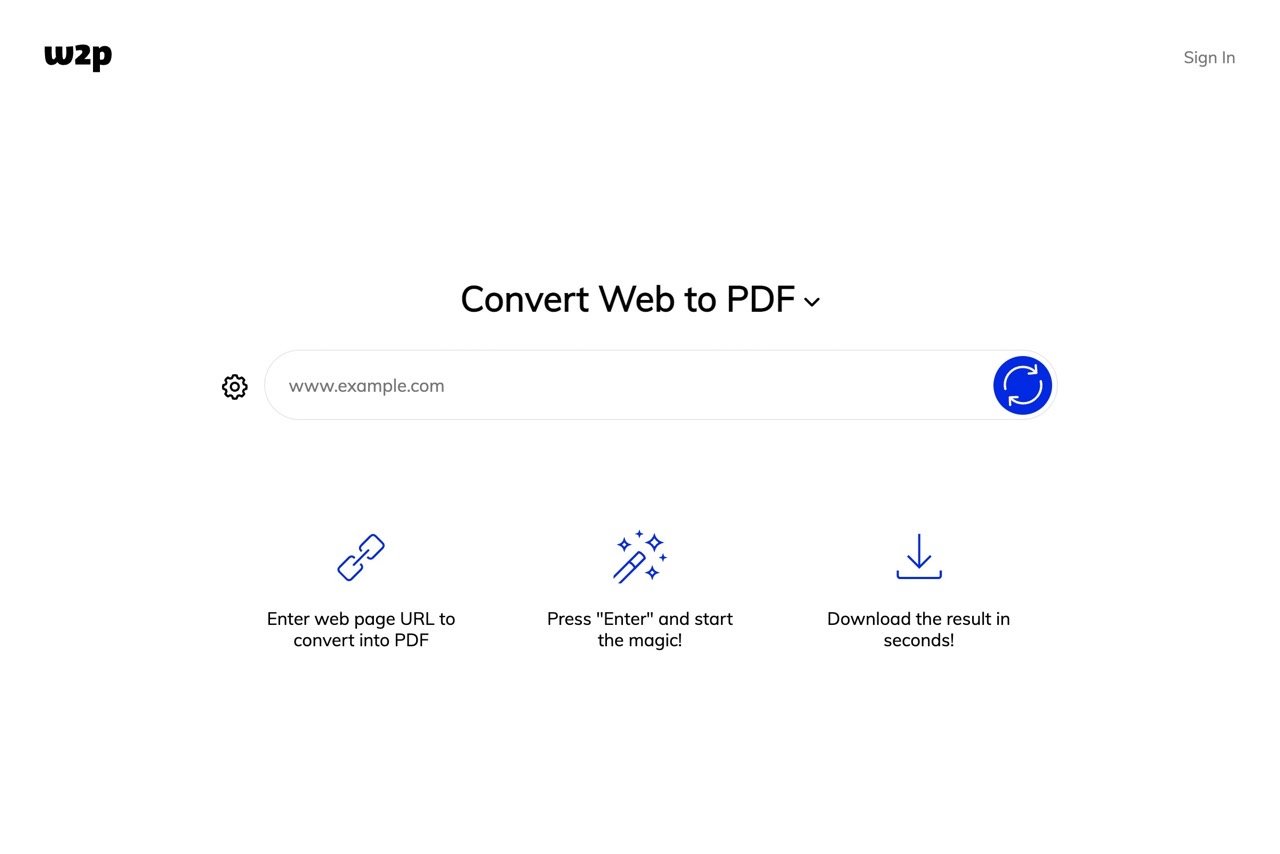 w2p
Sign In
Convert Web to PDF
www.example.com
Enter web page URL to
convert into PDF
Press "Enter" and start
the magic!
Download the result in
seconds!